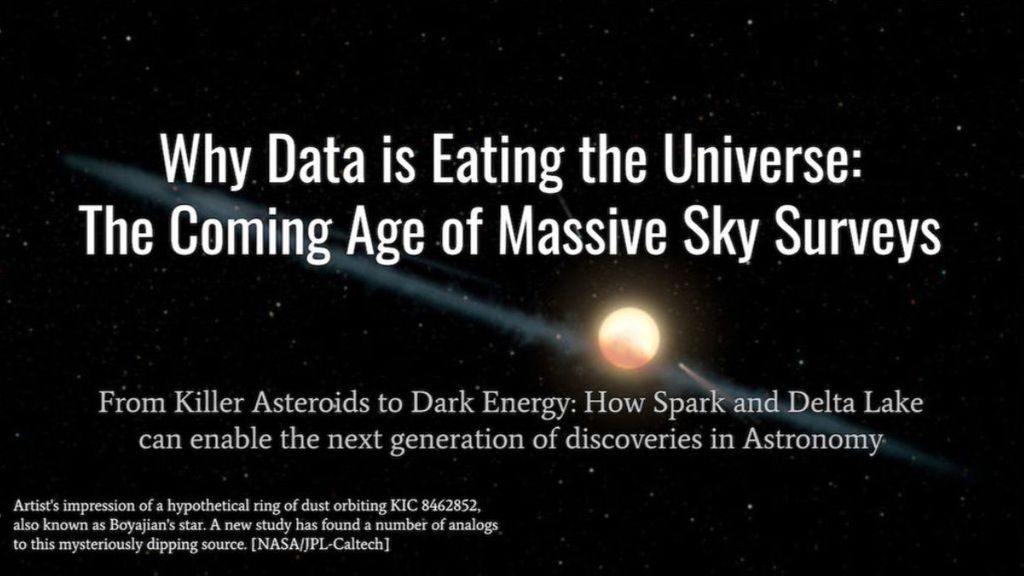 Why Data is Eating the Universe:
The Coming Age of Massive Sky Surveys
From Killer Asteroids to Dark Energy: How Spark and Delta Lake
can enable the next generation of discoveries in Astronomy
Artist's impression of a hypothetical ring of dust orbiting KIC 8462852,
also known as Boyajian's star. A new study has found a number of analogs
to this mysteriously dipping source. [NASA/JPL-Caltech]